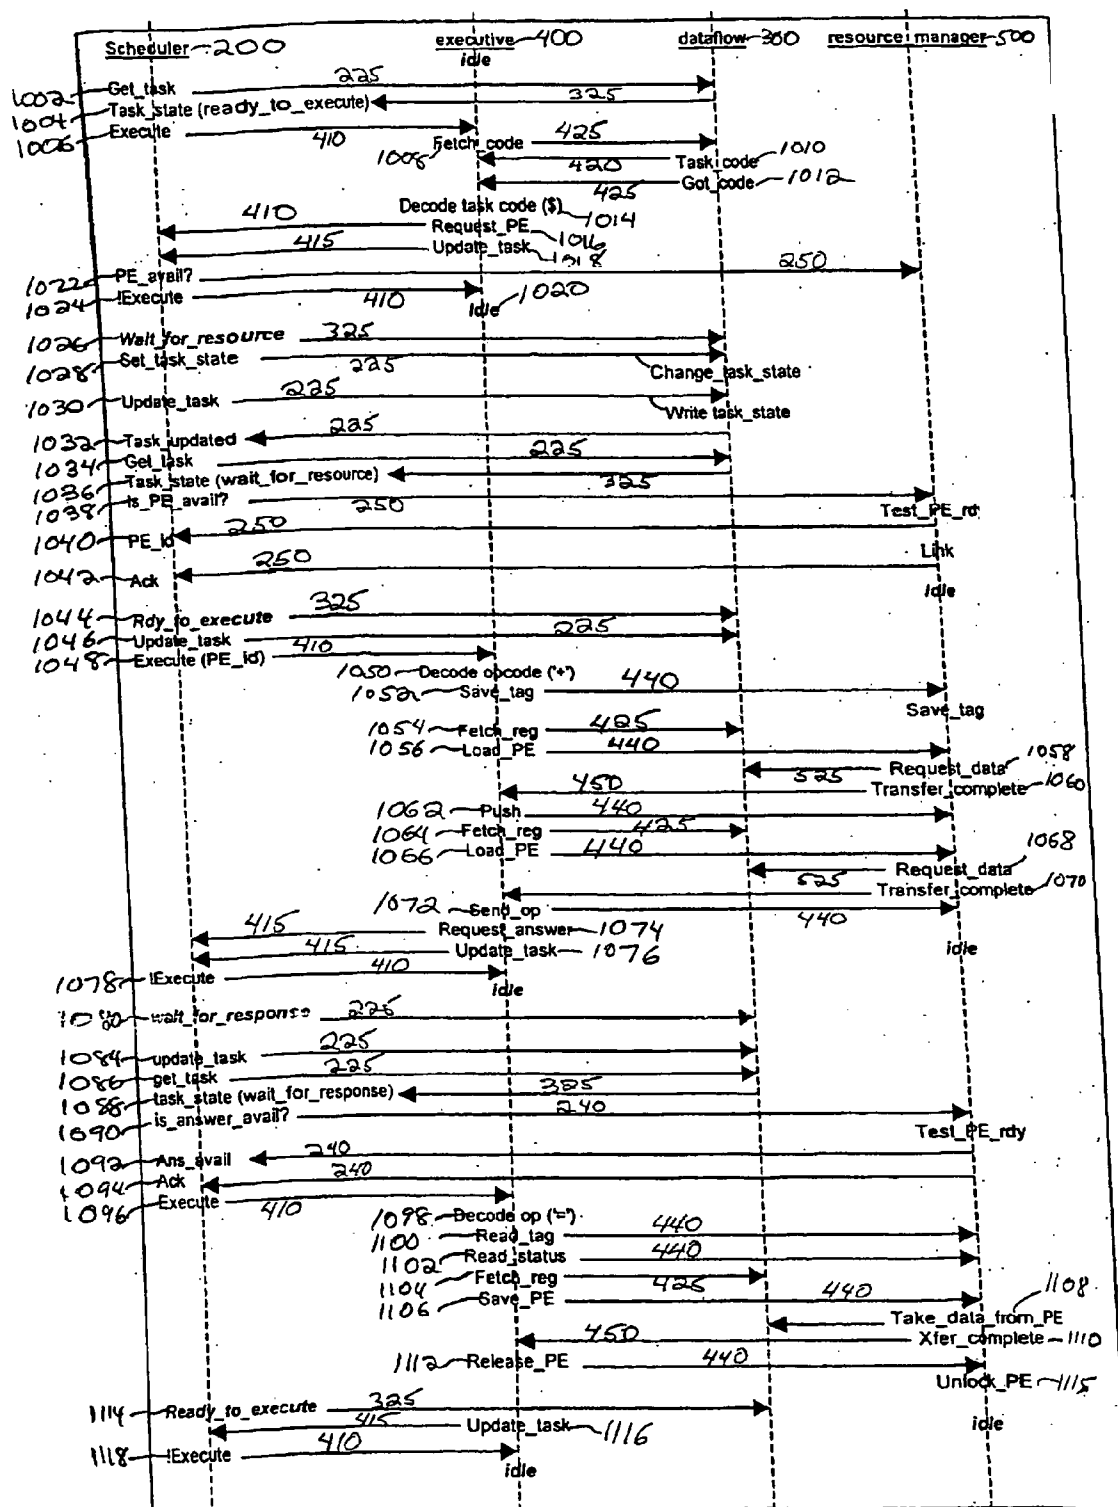 Scheduler 200 executive 400 dataflow 300 resource manager 500
idle
1002 Get_task 225
1004 Task_state (ready_to_execute) 325
1006 Execute 410
1008 Fetch_code 425
420 Task_code 1010
425 Got_code 1012
Decode task code ($) 1014
410 Request_PE 1016
415 Update_task 1018
1022 PE_avail? 250
1024 !Execute 410 Idle 1020
1026 Wait_for_resource 325
1028 Set_task_state 225
Change_task_state
1030 Update_task 225
Write task_state
1032 Task_updated 225
1034 Get_task 225
1036 Task_state (wait_for_resource) 325
1038 Is_PE_avail? 250
Test_PE_rd
1040 PE_id 250
Link
1042 Ack 250
Idle
1044 Rdy_to_execute 325
1046 Update_task 225
1048 Execute (PE_id) 410
1050 Decode opcode ('+')
1052 Save_tag 440
Save_tag
1054 Fetch_reg 425
1056 Load_PE 440
525 Request_data 1058
450 Transfer_complete 1060
1062 Push 440
1064 Fetch_reg 425
1066 Load_PE 440
525 Request_data 1068
Transfer_complete 1070
1072 Send_op 440
415 Request_answer 1074
415 Update_task 1076
idle
1078 !Execute 410
idle
wait_for_response 225
1084 update_task 225
1086 get_task 225
1088 task_state (wait_for_response) 325
1090 is_answer_avail? 240
Test_PE_rdy
1092 Ans_avail 240
1094 Ack 240
1096 Execute 410
1098 Decode op ('=')
1100 Read_tag 440
1102 Read_status 440
1104 Fetch_reg 425
1106 Save_PE 440
Take_data_from_PE 1108
450 Xfer_complete 1110
1112 Release_PE 440
Unlock_PE 1115
1114 Ready_to_execute 325
idle
415 Update_task 1116
1118 !Execute 410
idle